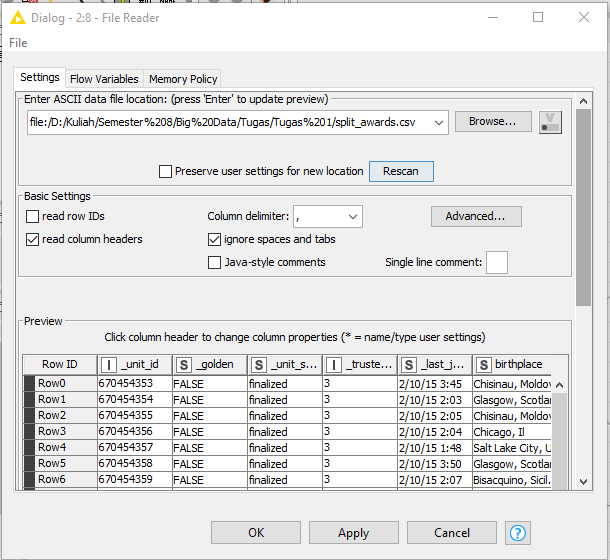 Dialog - 2:8 - File Reader
File
Settings Flow Variables Memory Policy
Enter ASCII data file location: (press 'Enter' to update preview)
file:/D:/Kuliah/Semester%208/Big%20Data/Tugas/Tugas%201/split_awards.csv Browse...
Preserve user settings for new location Rescan
Basic Settings
read row IDs Column delimiter: , Advanced...
read column headers ignore spaces and tabs
Java-style comments Single line comment:
Preview
Click column header to change column properties (* = name/type user settings)
Row ID I _unit_id S _golden S _unit_s... I _truste... S _last_j... S birthplace
Row0 670454353 FALSE finalized 3 2/10/15 3:45 Chisinau, Moldov
Row1 670454354 FALSE finalized 3 2/10/15 2:03 Glasgow, Scotlan
Row2 670454355 FALSE finalized 3 2/10/15 2:05 Chisinau, Moldov
Row3 670454356 FALSE finalized 3 2/10/15 2:04 Chicago, Il
Row4 670454357 FALSE finalized 3 2/10/15 1:48 Salt Lake City, U
Row5 670454358 FALSE finalized 3 2/10/15 3:50 Glasgow, Scotlan
Row6 670454359 FALSE finalized 3 2/10/15 2:07 Bisacquino, Sicil.
OK Apply Cancel ?